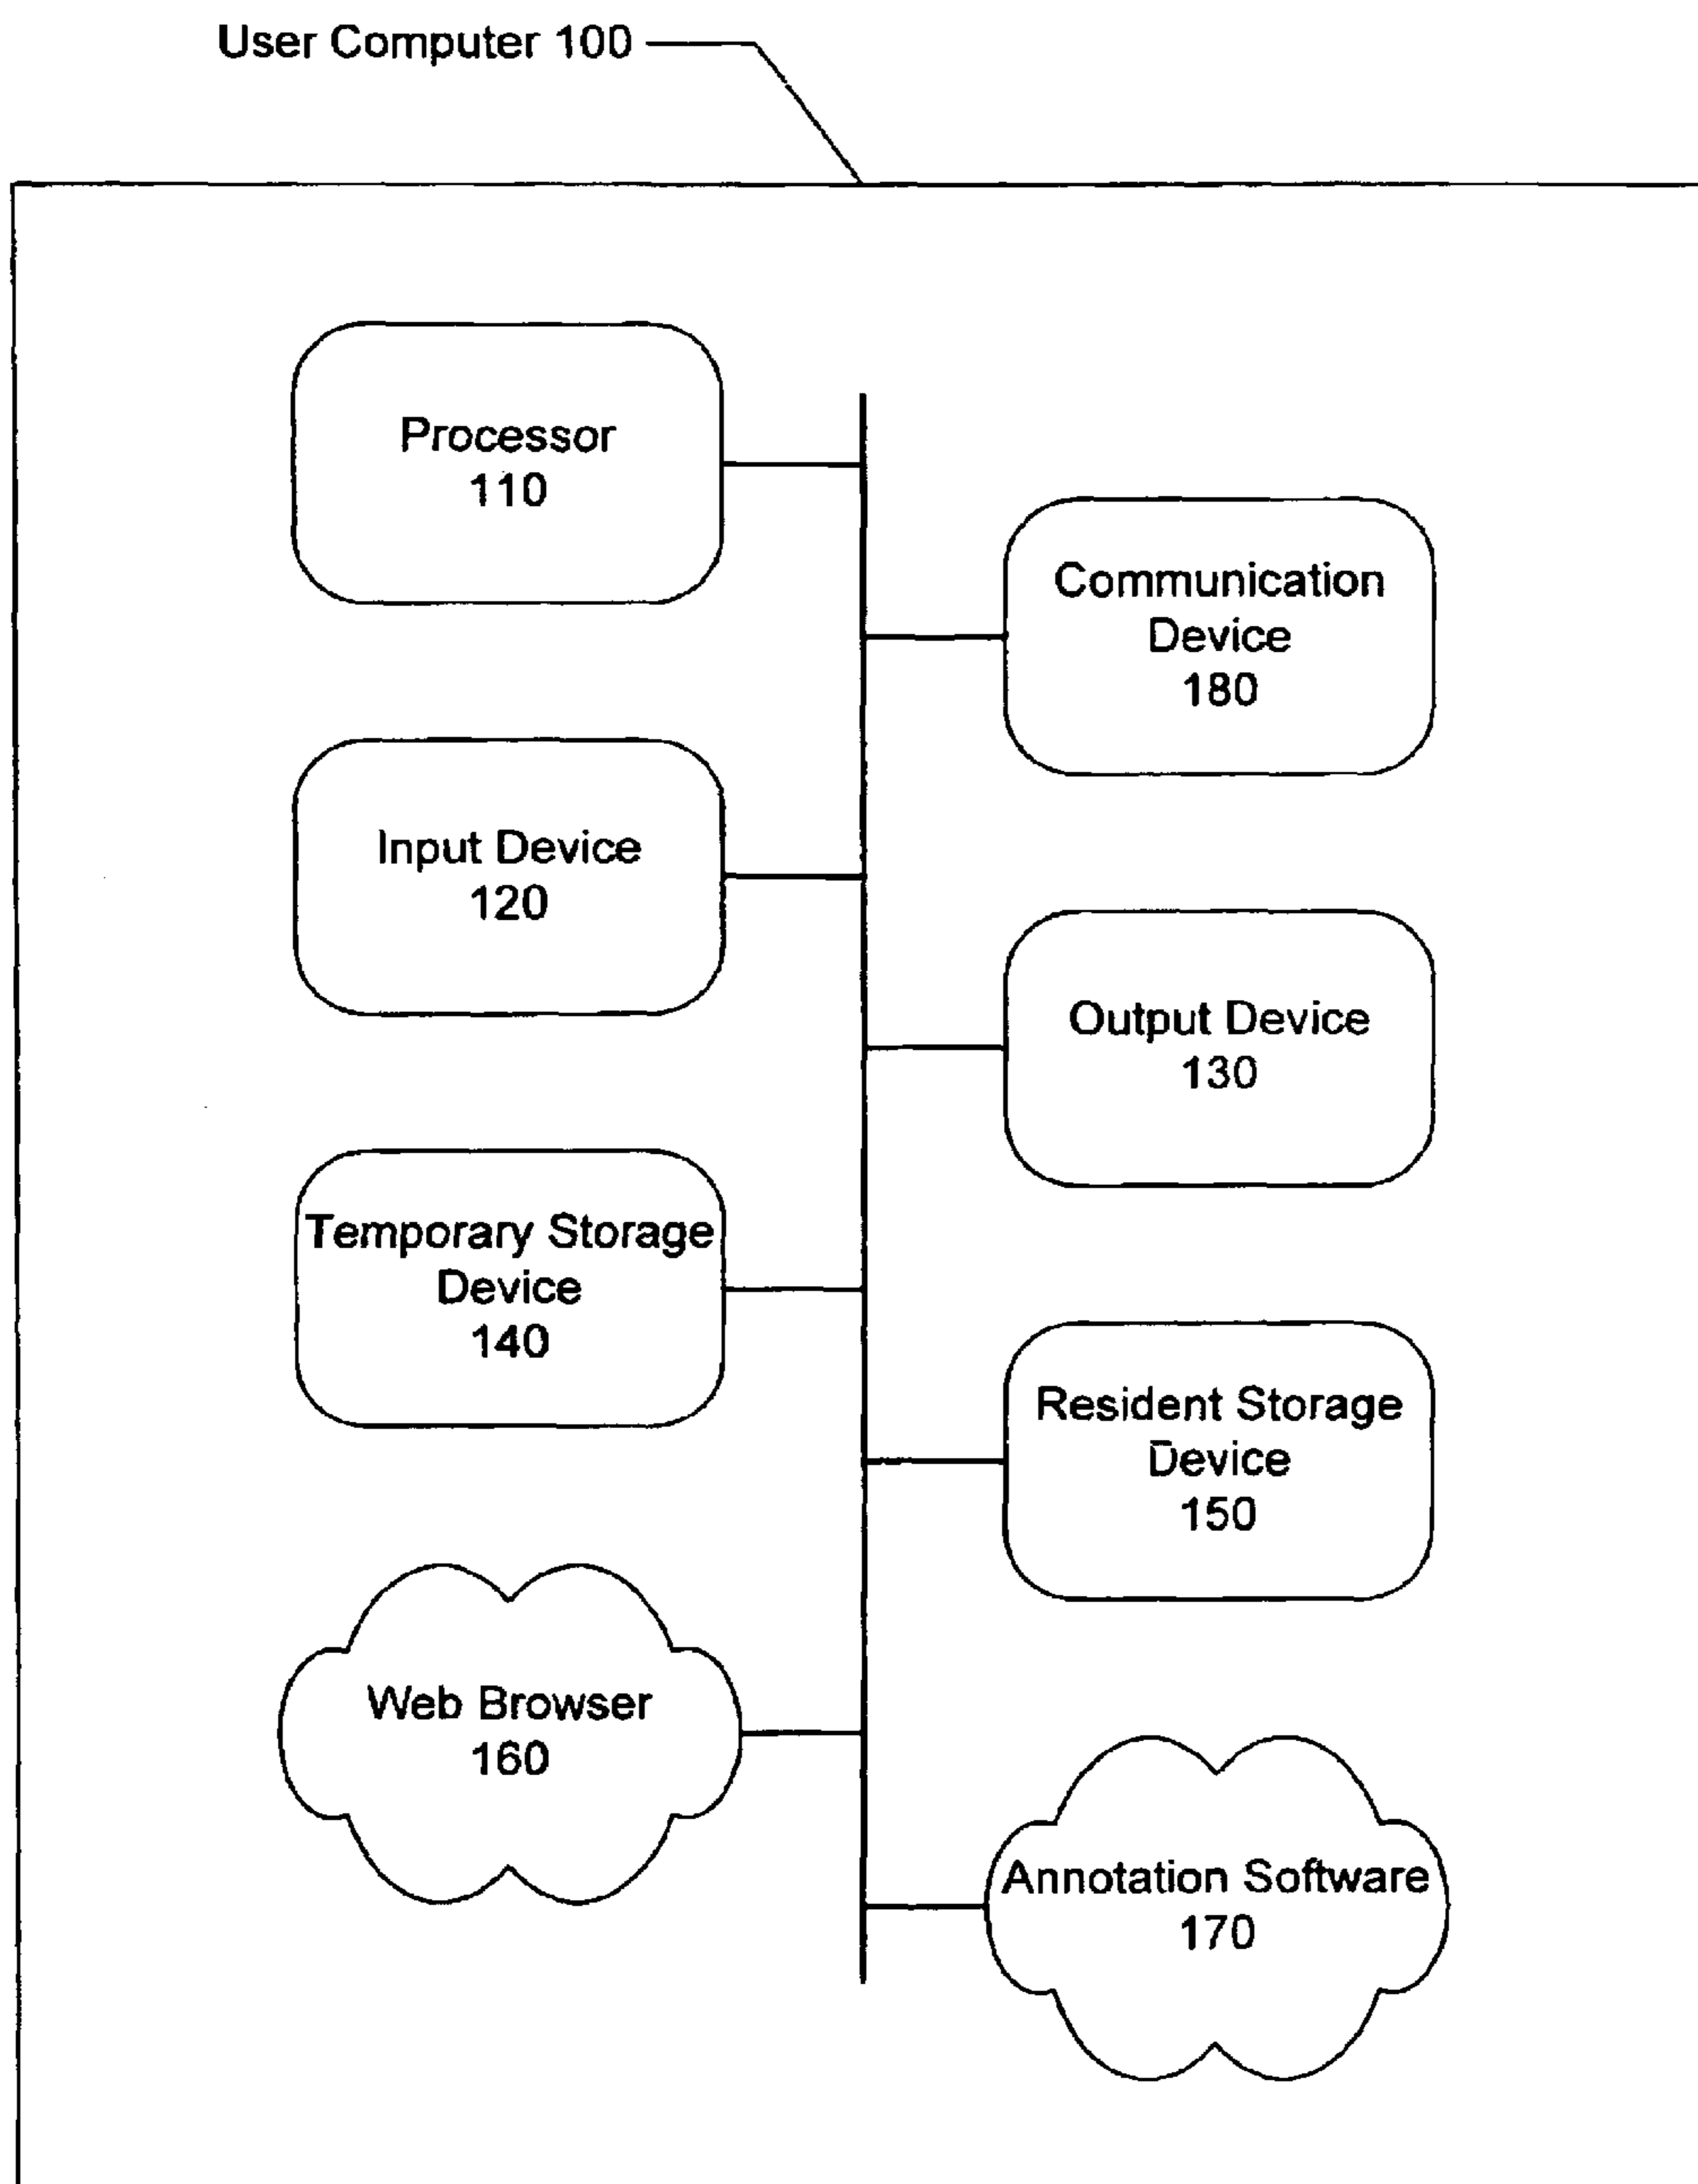 User Computer 100
Processor
110
Communication
Device
180
Input Device
120
Output Device
130
Temporary Storage
Device
140
Resident Storage
Device
150
Web Browser
160
Annotation Software
170